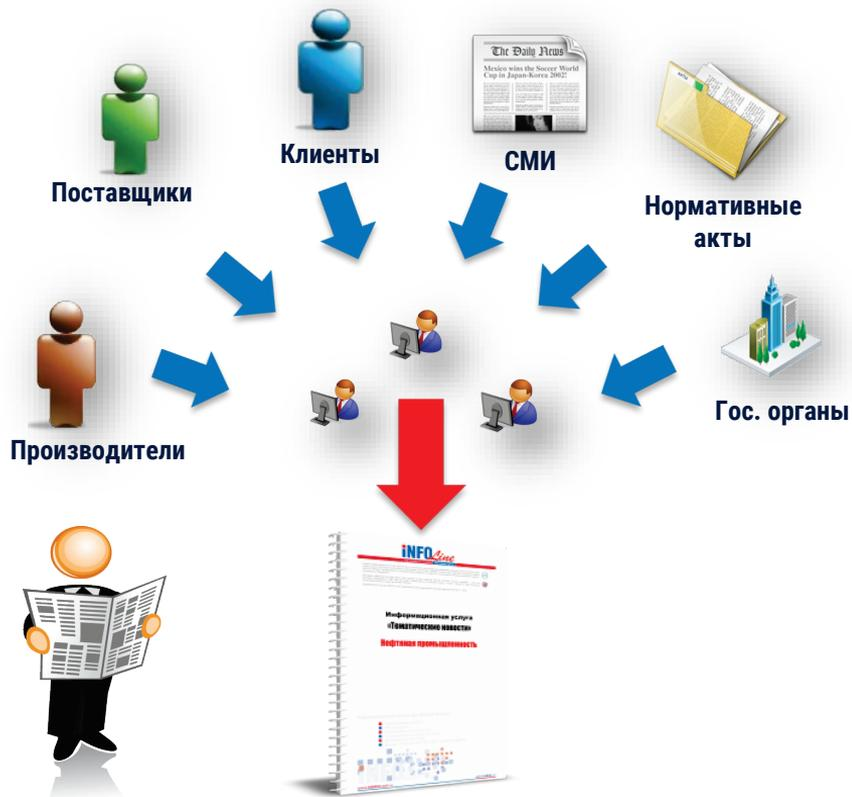 Клиенты
The Daily News
Mexico wins the Soccer World
Cup in Japan-Korea 2002!
СМИ
Поставщики
Нормативные
акты
Гос. органы
Производители
iNFOLine
Информационная услуга
«Тематические новости»
Нефтяная промышленность